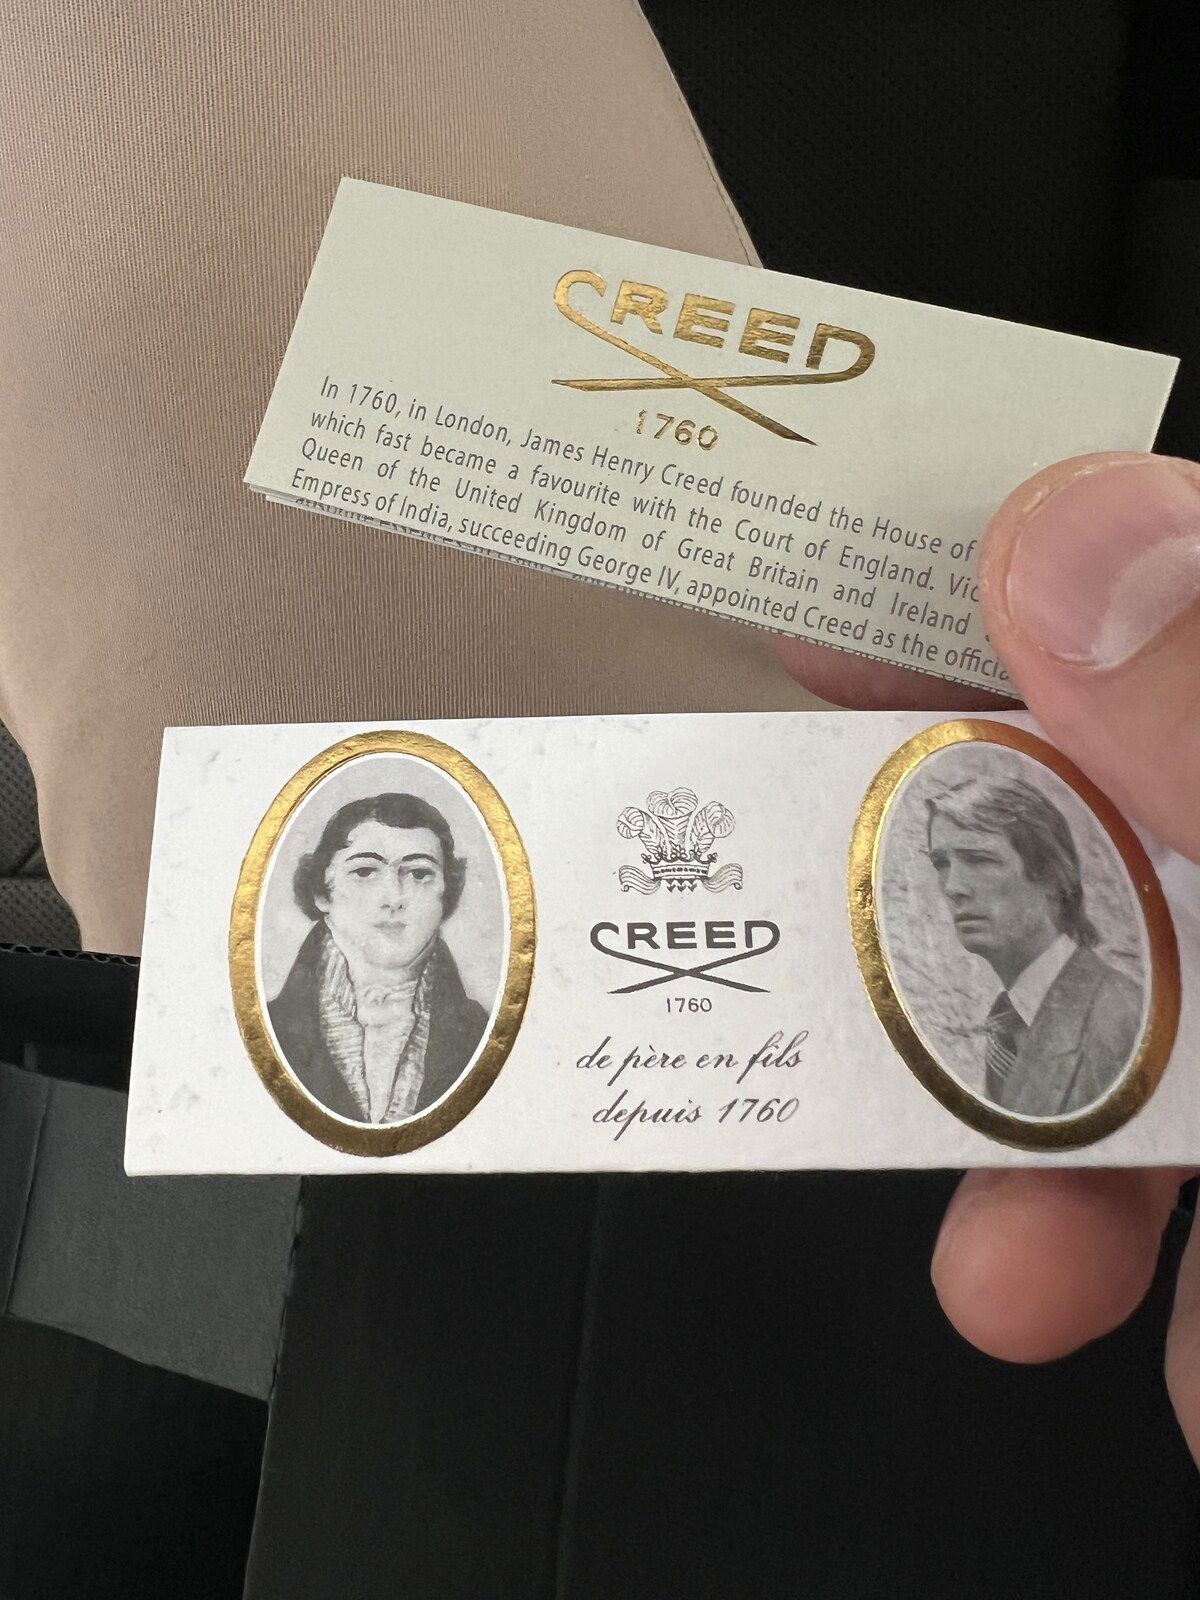 CREED
1760
In 1760, in London, James Henry Creed founded the House of
which fast became a favourite with the Court of England.
Queen of the United Kingdom of Great Britain and Ireland
Empress of India, succeeding George IV, appointed Creed as the
CREED
1760
de père en fils
depuis 1760